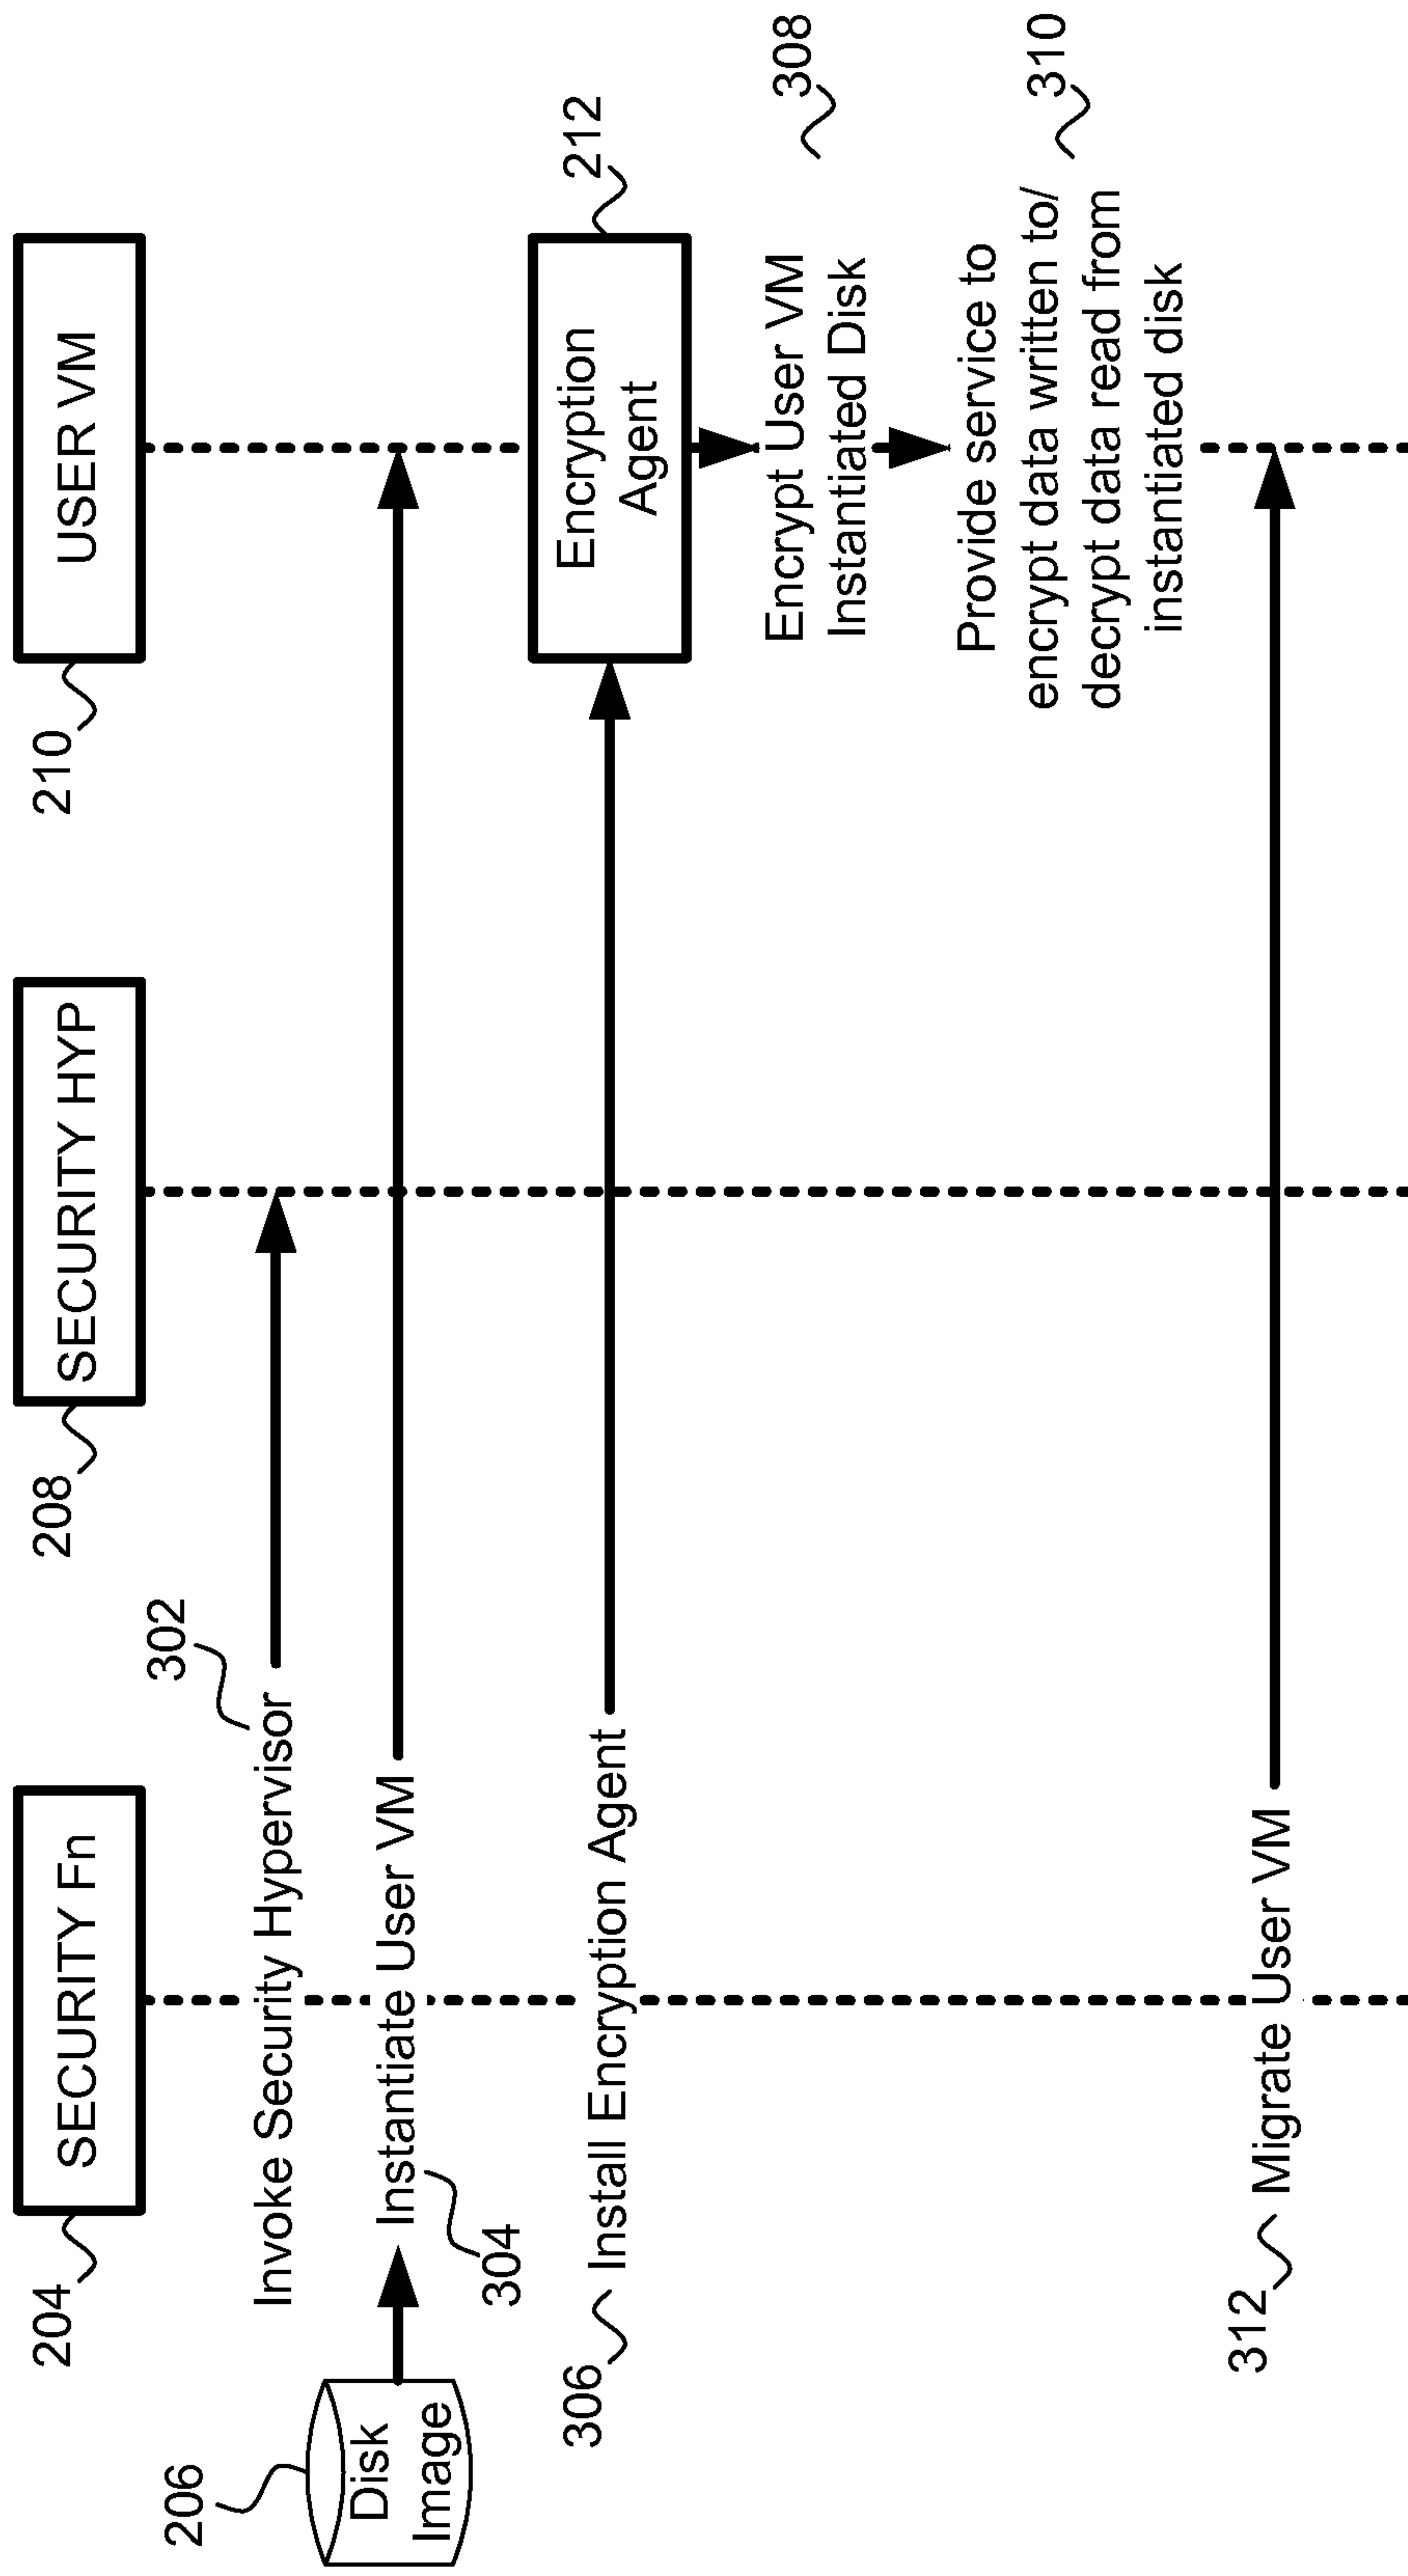 204
SECURITY Fn
208
SECURITY HYP
210
USER VM
302
Invoke Security Hypervisor
206
Disk
Image
Instantiate User VM
304
306
Install Encryption Agent
Encryption
Agent
212
Encrypt User VM
Instantiated Disk
308
Provide service to
encrypt data written to/
decrypt data read from
instantiated disk
310
312
Migrate User VM